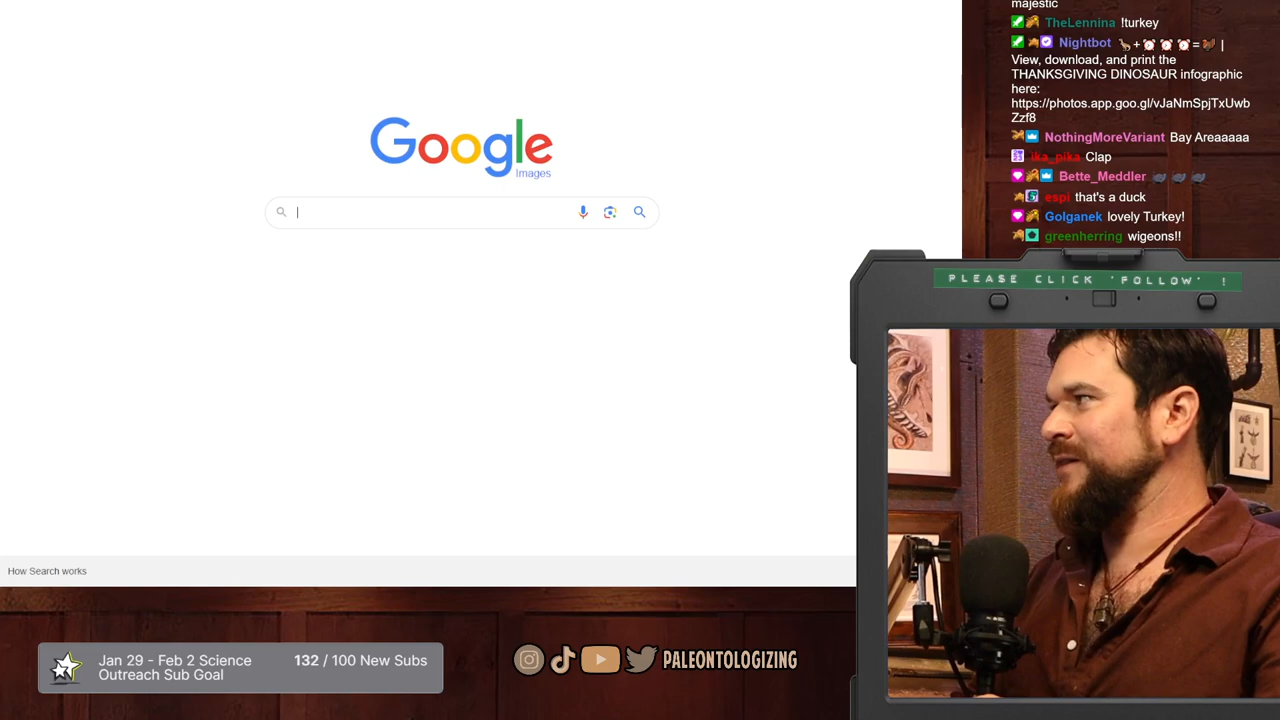 Google
Images
How Search works
majestic
TheLennina !turkey
Nightbot + = |
View, download, and print the
THANKSGIVING DINOSAUR infographic
here:
https://photos.app.goo.gl/vJaNmSpjTxUwb
Zzf8
NothingMoreVariant Bay Areaaaaa
ika_pika Clap
Bette_Meddler
espi that's a duck
Golganek lovely Turkey!
greenherring wigeons!!
PLEASE CLICK 'FOLLOW' !
Jan 29 - Feb 2 Science
Outreach Sub Goal
132 / 100 New Subs
PALEONTOLOGIZING